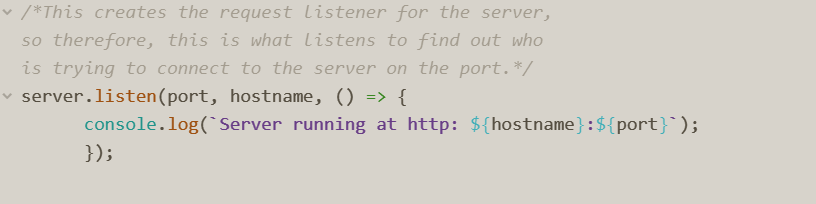 /*This creates the request listener for the server,
so therefore, this is what listens to find out who
is trying to connect to the server on the port.*/
server.listen(port, hostname, () => {
console.log(`Server running at http: ${hostname}:${port}`);
});